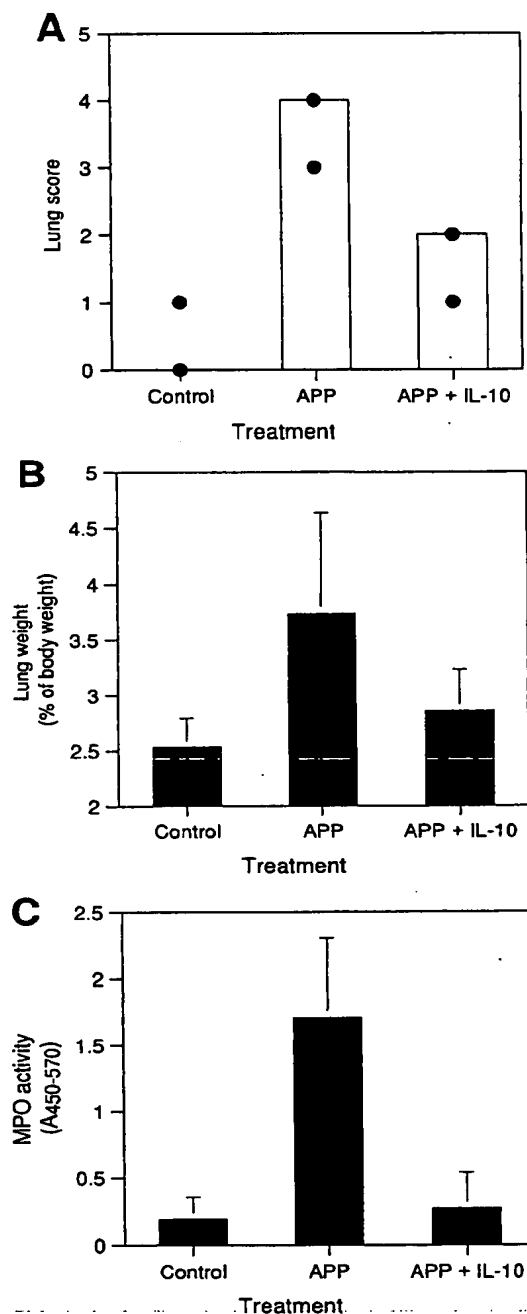 A
5
4
3
2
1
0
Lung score
Control APP APP + IL-10
Treatment
B
5
4.5
4
3.5
3
2.5
2
Lung weight
(% of body weight)
Control APP APP + IL-10
Treatment
C
2.5
2
1.5
1
0.5
0
MPO activity
(A450-570)
Control APP APP + IL-10
Treatment